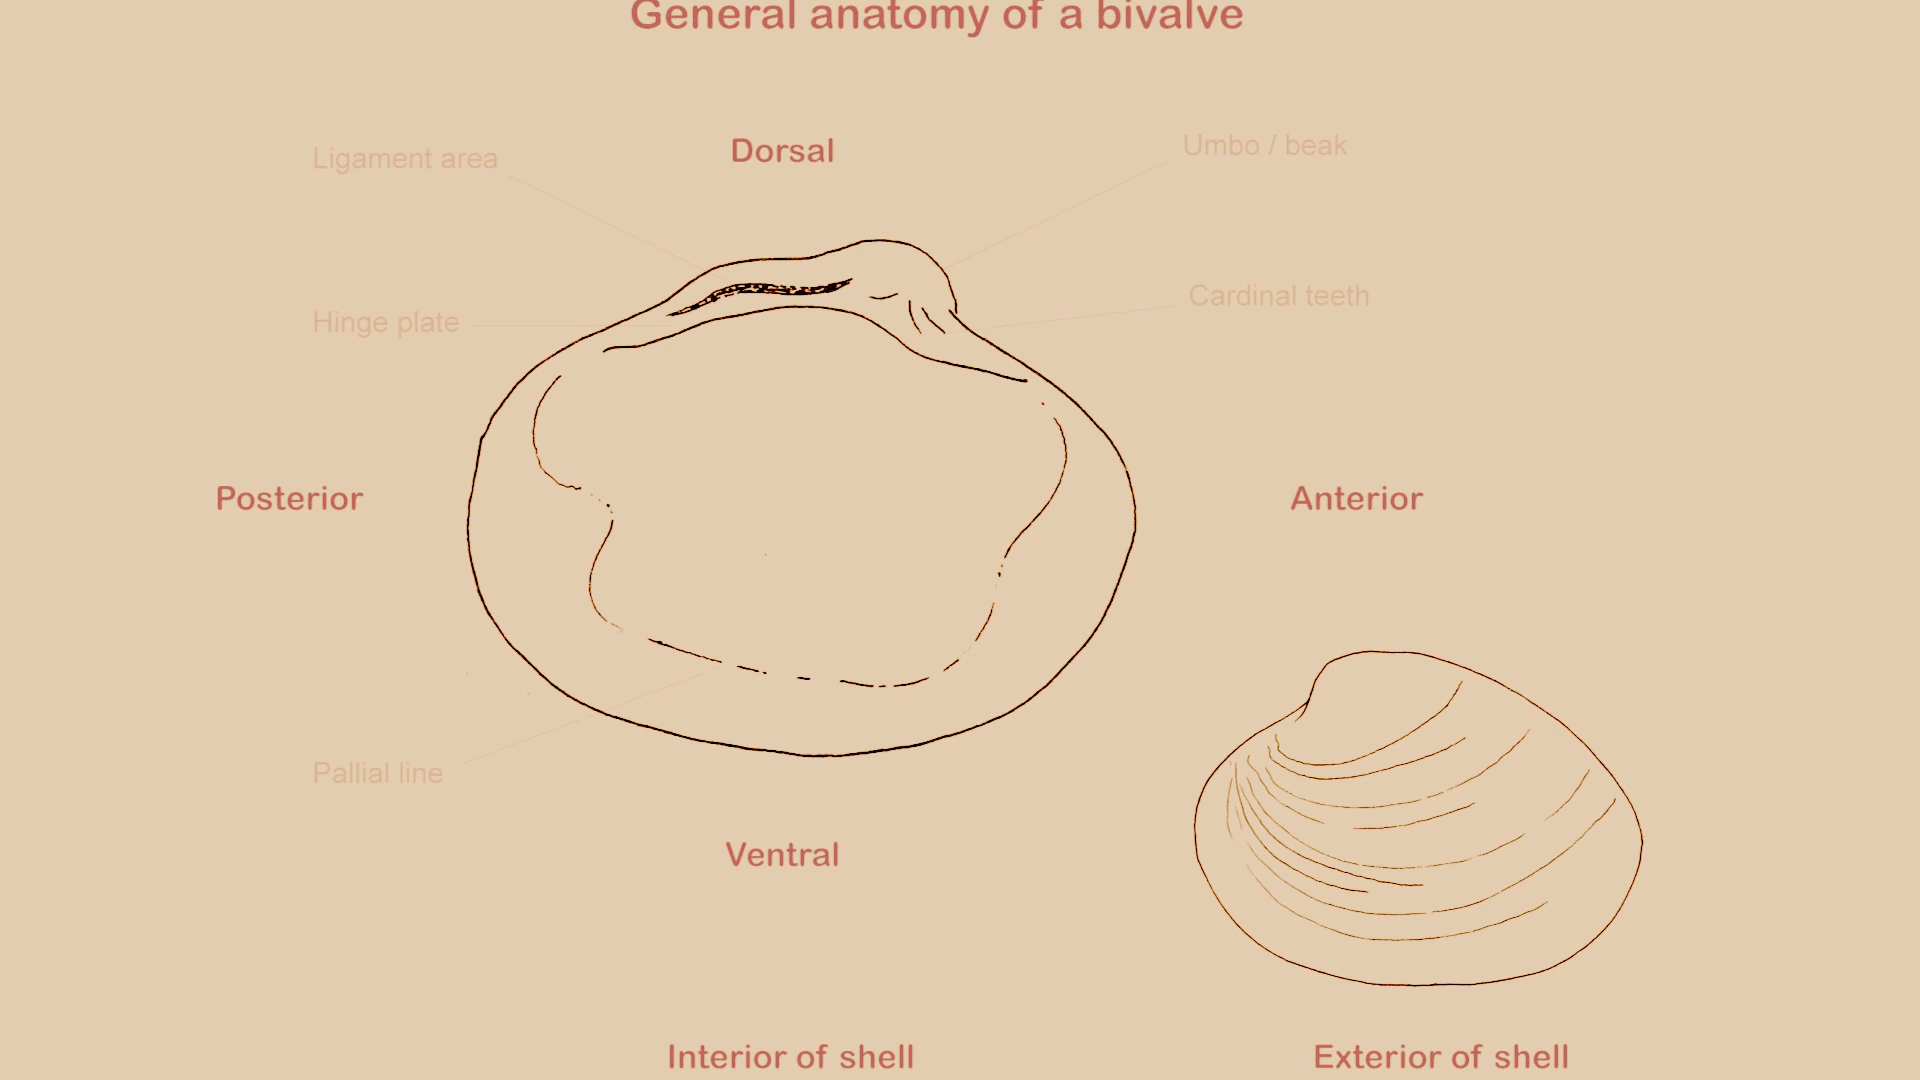 General anatomy of a bivalve
Dorsal
Umbo / beak
Ligament area
Cardinal teeth
Hinge plate
Posterior
Anterior
Pallial line
Ventral
Interior of shell
Exterior of shell